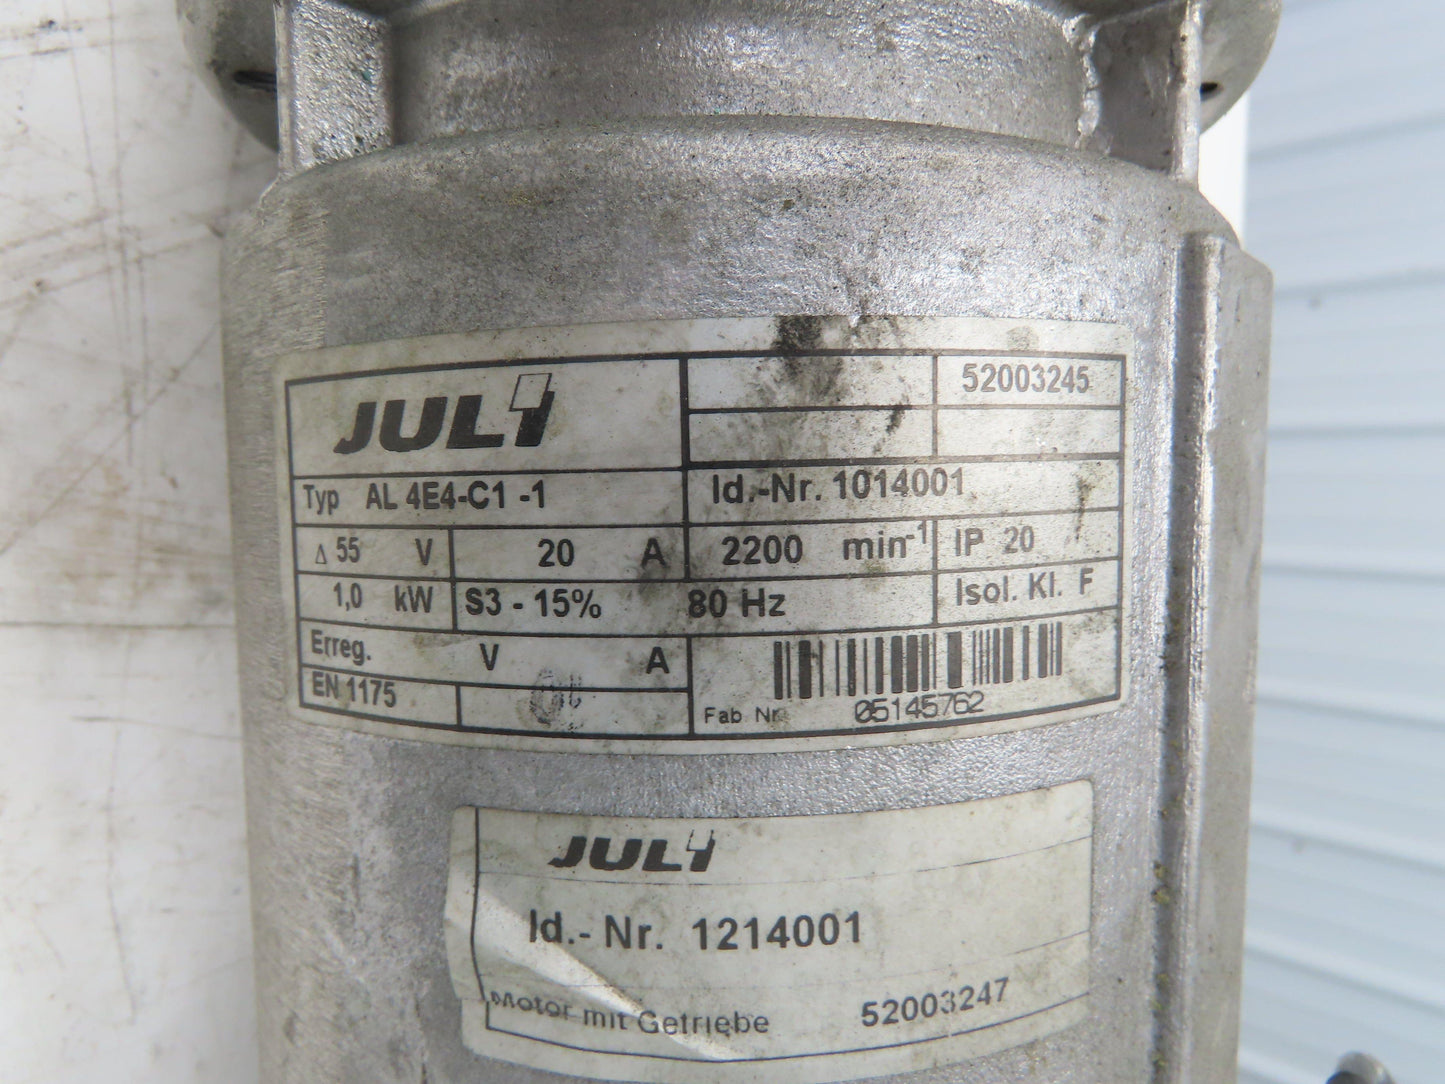 JULI
52003245
Typ AL 4E4-C1 -1
Id.-Nr. 1014001
Δ 55 V
20 A
2200 min-1
IP 20
1,0 kW
S3 - 15% 80 Hz
Isol. Kl. F
Erreg. V A
EN 1175
Fab Nr. 05145762
JULI
Id.- Nr. 1214001
Motor mit Getriebe 52003247